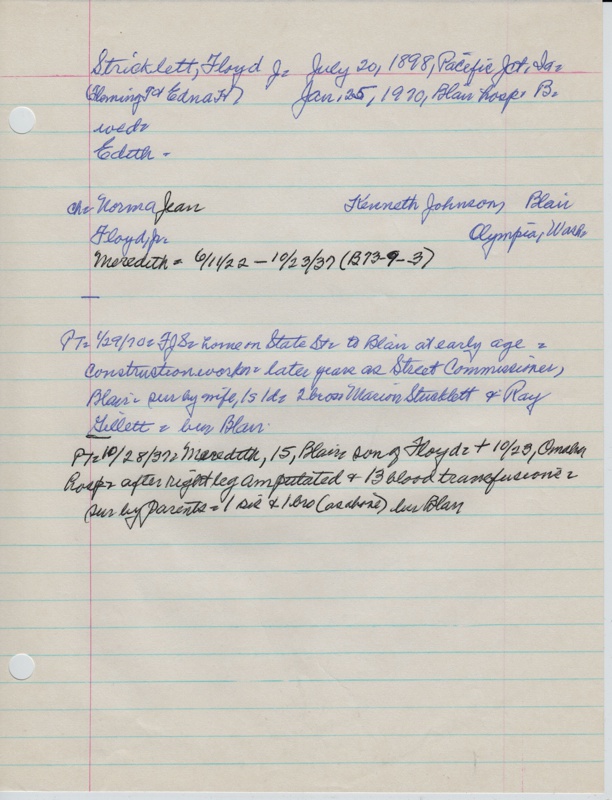 Stricklett, Floyd J= July 20, 1898, Pacific Jct, Ia=
(Fleming T & Edna F) Jan. 25, 1970, Blair hosp= B=
wed=
Edith =
ch= Norma Jean Kenneth Johnson, Blair
Floyd, Jr. Olympia, Wash
Meredith = 6/11/22 - 10/23/37 (B73-9-3)
—
PT= 1/29/70= FJS= home on State St= to Blair at early age =
construction work= later years as Street Commissioner,
Blair= sur by wife, 1s 1d= 2 bros Marion Stricklett & Ray
Gillett = bur Blair
PT= 10/28/37= Meredith, 15, Blair= son of Floyd= + 10/23, Omaha
hosp= after right leg amputated & 13 blood transfusions=
sur by parents= 1 sis & 1 bro (as above) bur Blair